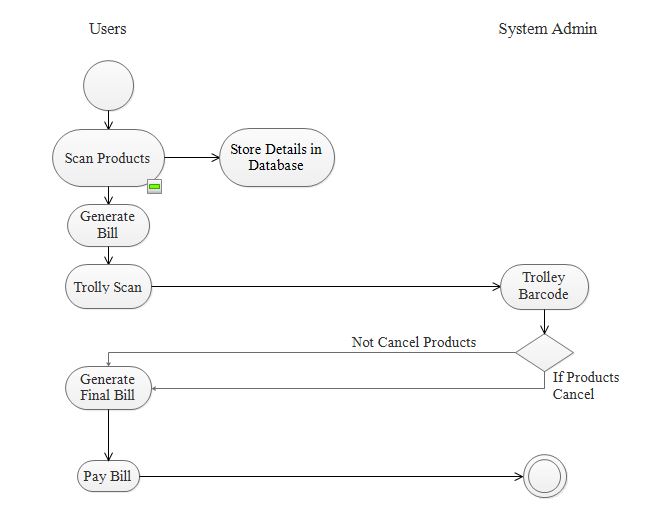 Users
System Admin
Scan Products
Store Details in
Database
Generate
Bill
Trolly Scan
Trolley
Barcode
Not Cancel Products
If Products
Cancel
Generate
Final Bill
Pay Bill